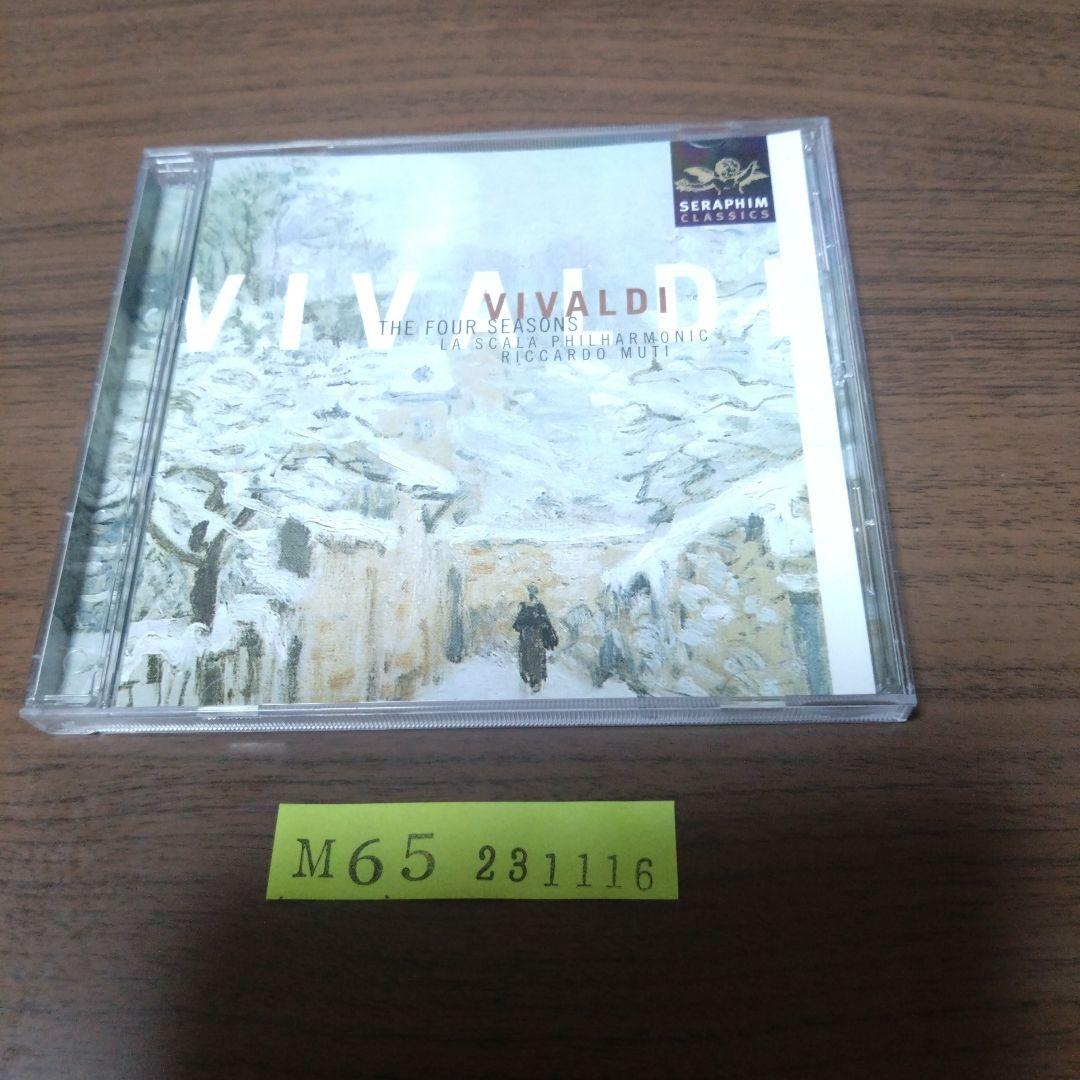 SERAPHIM
CLASSICS
VIVALDI
VIVALDI
THE FOUR SEASONS
LA SCALA PHILHARMONIC
RICCARDO MUTI
M65 231116